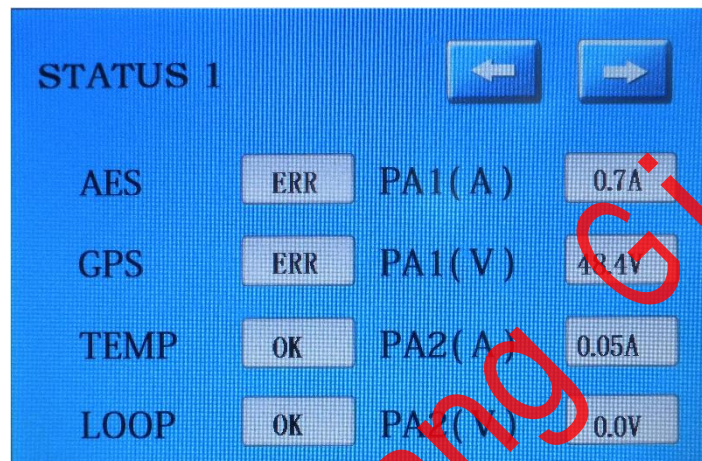 STATUS 1
AES ERR PA1(A) 0.7A
GPS ERR PA1(V) 48.4V
TEMP OK PA2(A) 0.05A
LOOP OK PA2(V) 0.0V